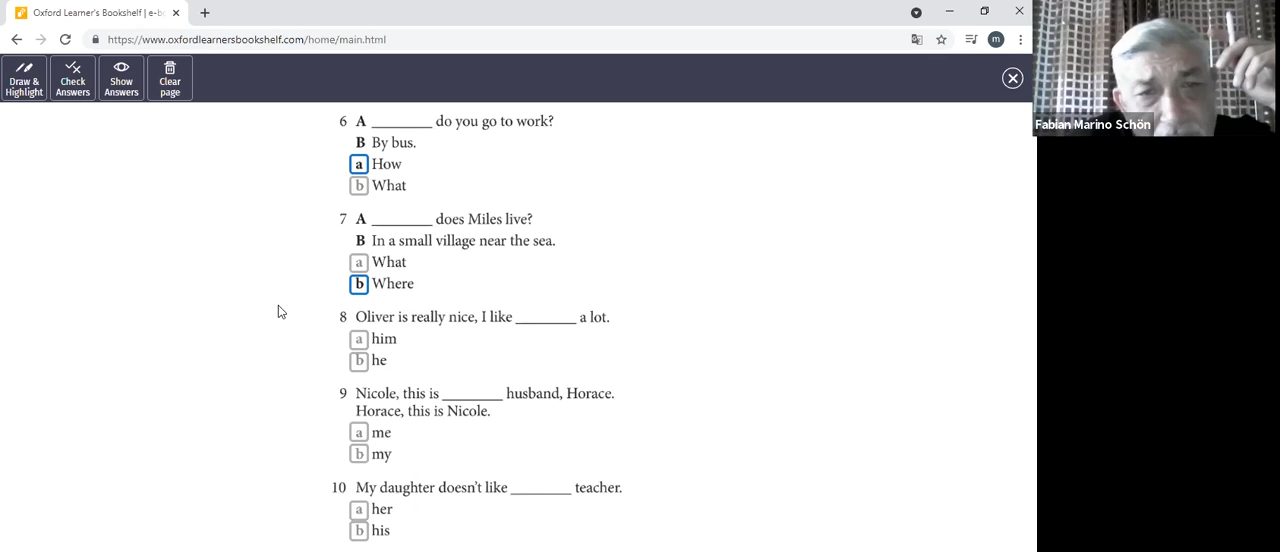 Oxford Learner's Bookshelf | e-bo
https://www.oxfordlearnersbookshelf.com/home/main.html
m
Draw &
Highlight
Check
Answers
Show
Answers
Clear
page
Fabian Marino Schön
6 A ________ do you go to work?
B By bus.
a How
b What
7 A ________ does Miles live?
B In a small village near the sea.
a What
b Where
8 Oliver is really nice, I like ________ a lot.
a him
b he
9 Nicole, this is ________ husband, Horace.
Horace, this is Nicole.
a me
b my
10 My daughter doesn't like ________ teacher.
a her
b his